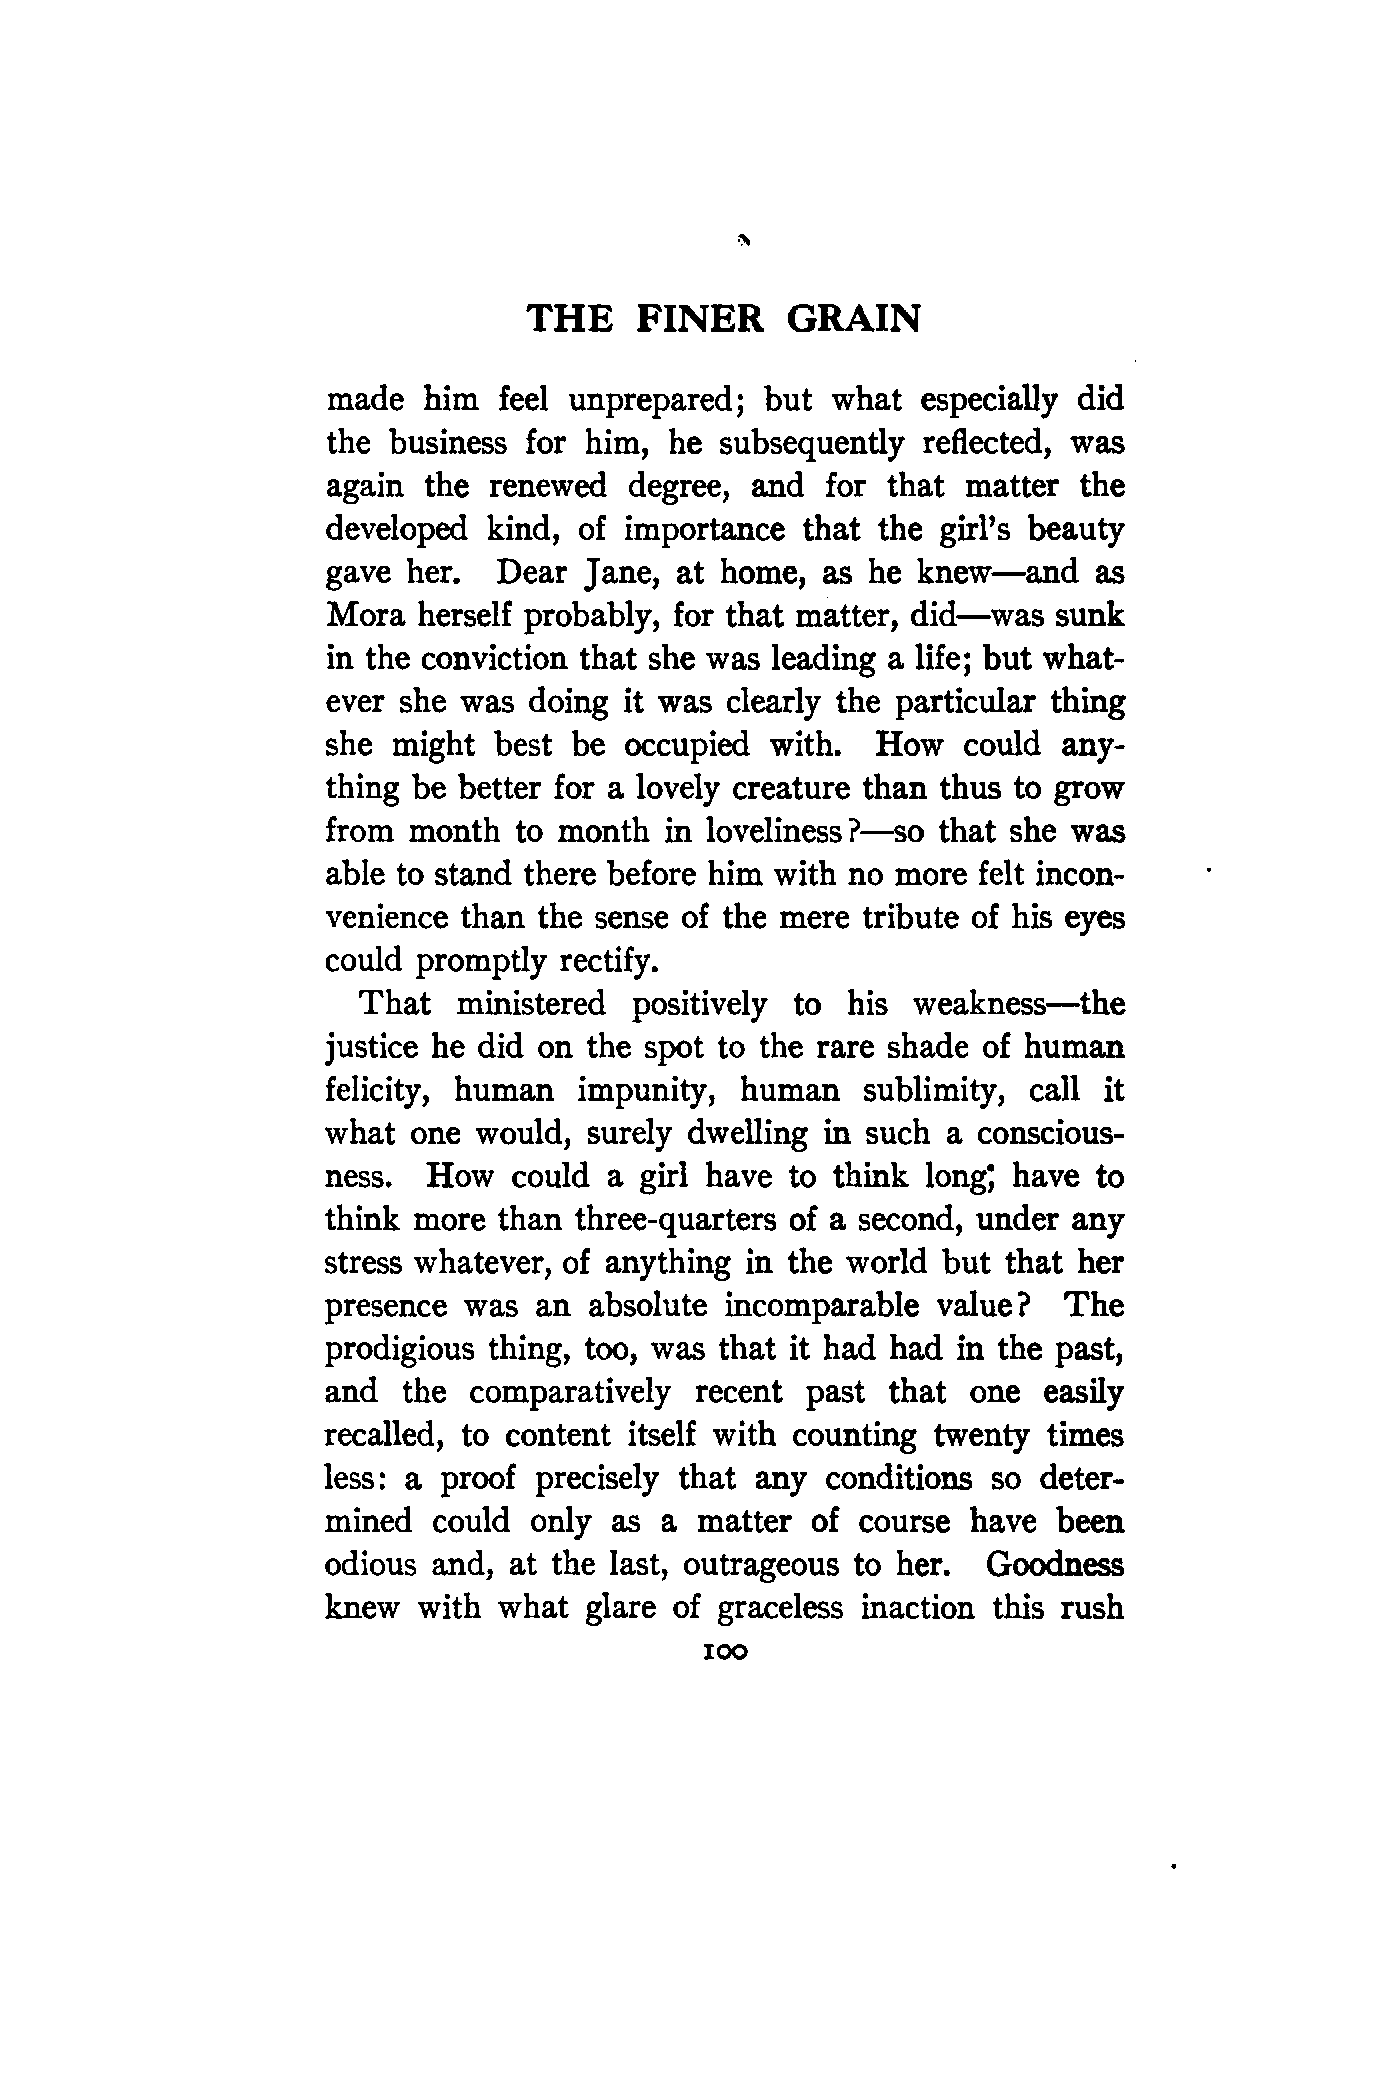 THE FINER GRAIN
made him feel unprepared; but what especially did
the business for him, he subsequently reflected, was
again the renewed degree, and for that matter the
developed kind, of importance that the girl's beauty
gave her. Dear Jane, at home, as he knew—and as
Mora herself probably, for that matter, did—was sunk
in the conviction that she was leading a life; but what-
ever she was doing it was clearly the particular thing
she might best be occupied with. How could any-
thing be better for a lovely creature than thus to grow
from month to month in loveliness?—so that she was
able to stand there before him with no more felt incon-
venience than the sense of the mere tribute of his eyes
could promptly rectify.
That ministered positively to his weakness—the
justice he did on the spot to the rare shade of human
felicity, human impunity, human sublimity, call it
what one would, surely dwelling in such a conscious-
ness. How could a girl have to think long; have to
think more than three-quarters of a second, under any
stress whatever, of anything in the world but that her
presence was an absolute incomparable value? The
prodigious thing, too, was that it had had in the past,
and the comparatively recent past that one easily
recalled, to content itself with counting twenty times
less: a proof precisely that any conditions so deter-
mined could only as a matter of course have been
odious and, at the last, outrageous to her. Goodness
knew with what glare of graceless inaction this rush
100